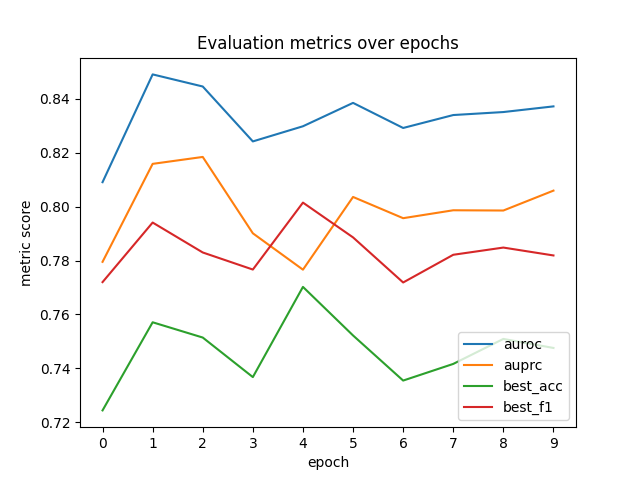 Evaluation metrics over epochs
metric score
0.84
0.82
0.80
0.78
0.76
0.74
0.72
0 1 2 3 4 5 6 7 8 9
epoch
auroc
auprc
best_acc
best_f1